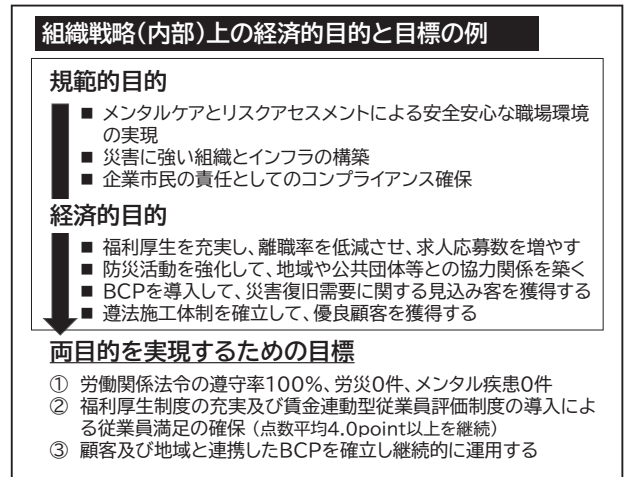 組織戦略(内部)上の経済的目的と目標の例
規範的目的
■ メンタルケアとリスクアセスメントによる安全安心な職場環境
の実現
■ 災害に強い組織とインフラの構築
■ 企業市民の責任としてのコンプライアンス確保
経済的目的
■ 福利厚生を充実し、離職率を低減させ、求人応募数を増やす
■ 防災活動を強化して、地域や公共団体等との協力関係を築く
■ BCPを導入して、災害復旧需要に関する見込み客を獲得する
■ 遵法施工体制を確立して、優良顧客を獲得する
両目的を実現するための目標
① 労働関係法令の遵守率100%、労災0件、メンタル疾患0件
② 福利厚生制度の充実及び賃金連動型従業員評価制度の導入によ
る従業員満足の確保 (点数平均4.0point以上を継続)
③ 顧客及び地域と連携したBCPを確立し継続的に運用する